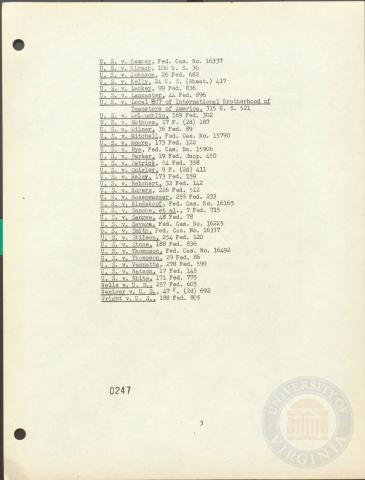 U. S. v. Hemmer, Fed. Cas. No. 16337
U. S. v. Hirsch, 100 U. S. 36
U. S. v. Johnson, 26 Fed. 682
U. S. v. Kelly, 24 U. S. (Wheat.) 417
U. S. v. Lackey, 99 Fed. 836
U. S. v. Lancaster, 44 Fed. 896
U. S. v. Local 807 of International Brotherhood of
Teamsters of America, 315 U. S. 521
U. S. v. McLaughlin, 169 Fed. 302
U. S. v. 17 F. (2d) 187
U. S. v. Milner, 36 Fed. 89
U. S. v. Mitchell, Fed. Cas. No. 15790
U. S. v. Moore, 173 Fed. 122
U. S. v. Nye, Fed. Cas. No. 15906
U. S. v. Parker, 19 Fed. Supp. 450
U. S. v. Patrick, 54 Fed. 338
U. S. v. Quigley, 9 F. (2d) 411
U. S. v. Raley, 173 Fed. 159
U. S. v. Reichert, 32 Fed. 142
U. S. v. Rogers, 226 Fed. 512
U. S. v. Rosenwasser, 255 Fed. 233
U. S. v. Rindskopf, Fed. Cas. No. 16165
U. S. v. Sanche, et al., 7 Fed. 715
U. S. v. Sanges, 48 Fed. 78
U. S. v. Savage, Fed. Cas. No. 16225
U. S. v. Smith, Fed. Cas. No. 16337
U. S. v. Stilson, 254 Fed. 120
U. S. v. Stone, 188 Fed. 836
U. S. v. Thompson, Fed. Cas. No. 16492
U. S. v. Thompson, 29 Fed. 86
U. S. v. Vannatta, 278 Fed. 559
U. S. v. Watson, 17 Fed. 145
U. S. v. White, 171 Fed. 775
Wells v. U. S., 257 Fed. 605
v. U. S., 47 F. (2d) 692
Wright v. U. S., 188 Fed. 805
0247
3
UNIVERSITY OF
VIRGINIA